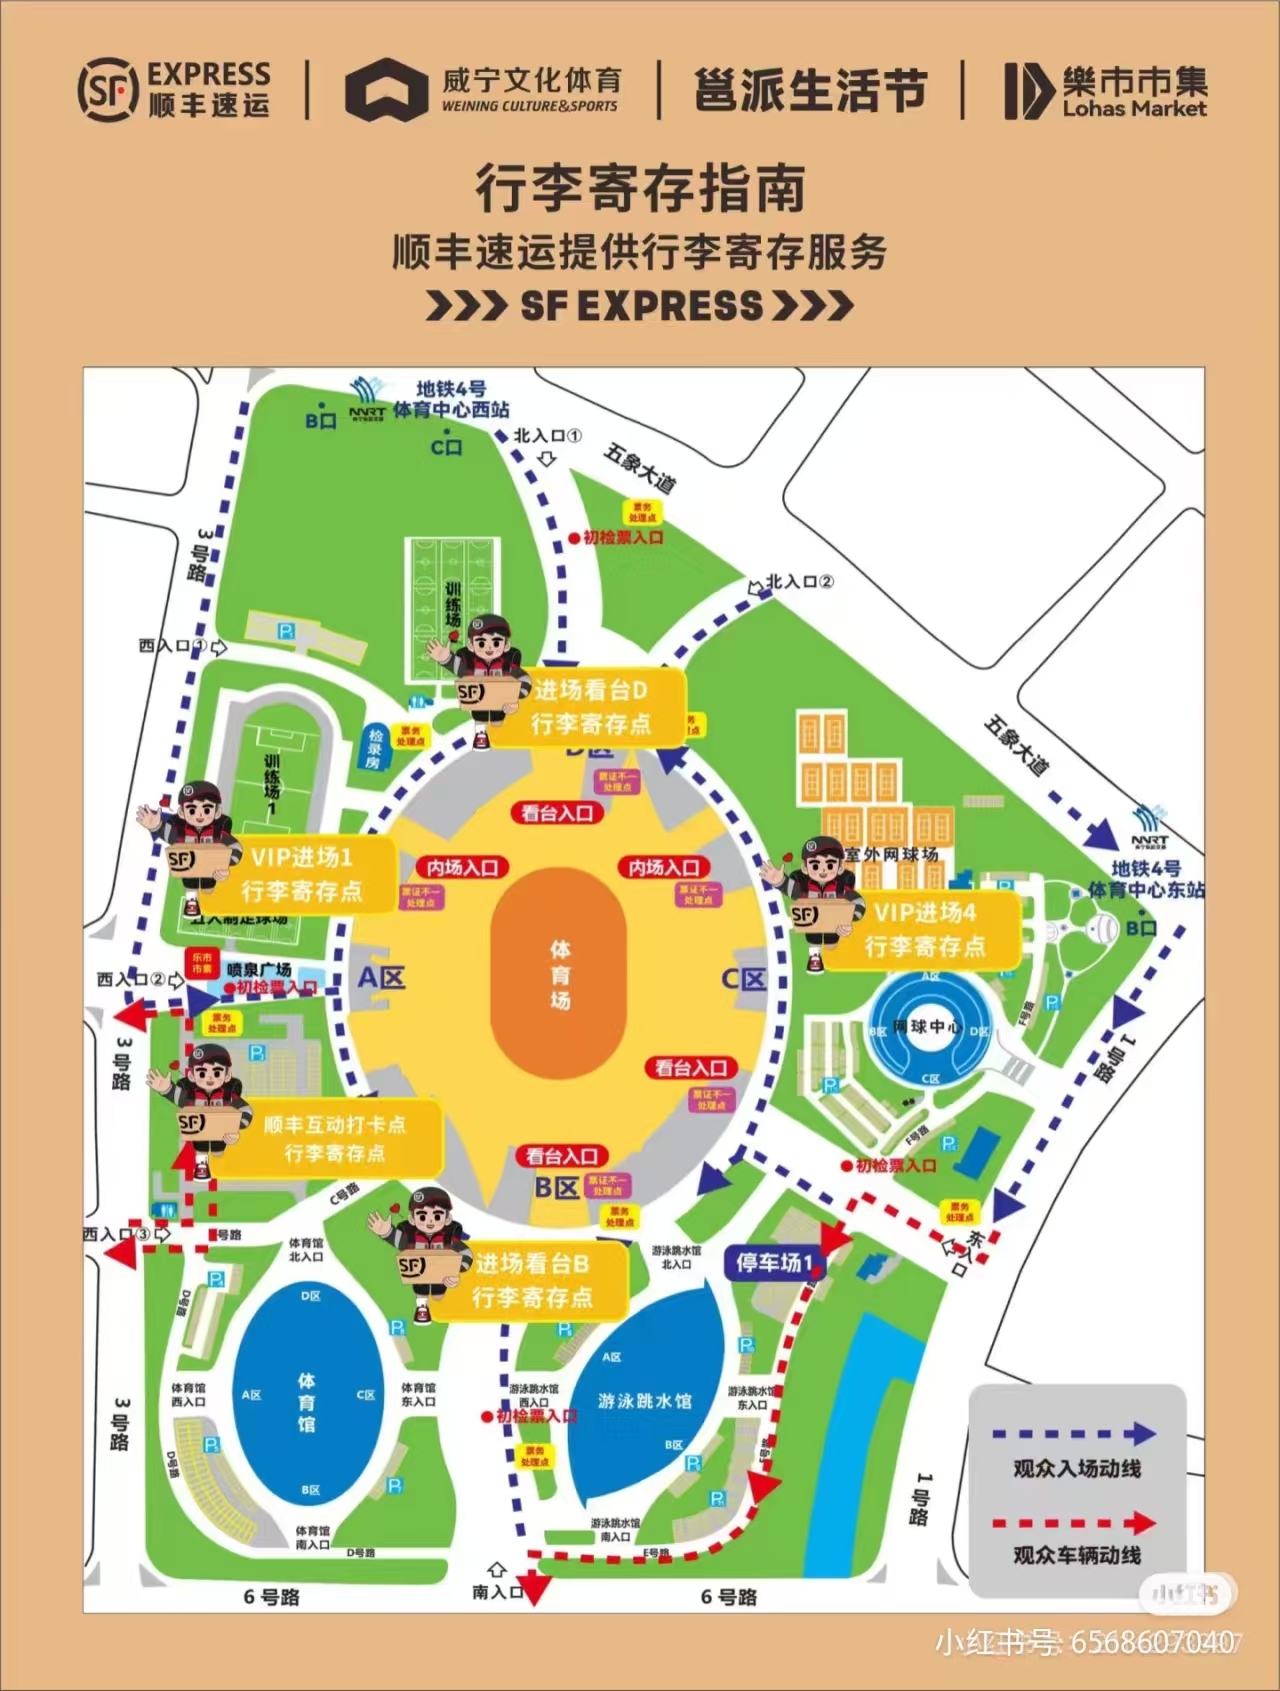 SF EXPRESS 顺丰速运
威宁文化体育
WEINING CULTURE&SPORTS
邕派生活节
樂市市集
Lohas Market
行李寄存指南
顺丰速运提供行李寄存服务
SF EXPRESS
地铁4号
体育中心西站
NNRT
B口
C口
北入口①
五象大道
票务
处理点
初检票入口
北入口②
3号路
训练场
P
西入口①
SF
进场看台D
行李寄存点
D区
检录房
票务
处理点
票证不一
处理点
看台入口
训练场1
五象大道
NNRT
地铁4号
体育中心东站
B口
SF
VIP进场1
行李寄存点
内场入口
票证不一
处理点
内场入口
票证不一
处理点
室外网球场
SF
VIP进场4
行李寄存点
五人制足球场
体育场
A区
C区
西入口②
乐市
市集
喷泉广场
初检票入口
票务
处理点
网球中心
A区
B区
C区
D区
F号路
F号路
P
P
P
1号路
3号路
P
SF
顺丰互动打卡点
行李寄存点
看台入口
票证不一
处理点
看台入口
B区
票证不一
处理点
票务
处理点
初检票入口
票务
处理点
东入口
C号路
西入口③
号路
体育馆
北入口
SF
进场看台B
行李寄存点
游泳跳水馆
北入口
停车场1
D号路
P
D区
A区
体育馆
C区
B区
体育馆
西入口
体育馆
东入口
体育馆
南入口
D号路
D号路
P
P
P
P
A区
游泳跳水馆
B区
游泳跳水馆
西入口
初检票入口
票务
处理点
游泳跳水馆
东入口
游泳跳水馆
南入口
P
P
P
E号路
E号路
3号路
1号路
南入口
6号路
6号路
观众入场动线
观众车辆动线
小红书
小红书号: 6568607040